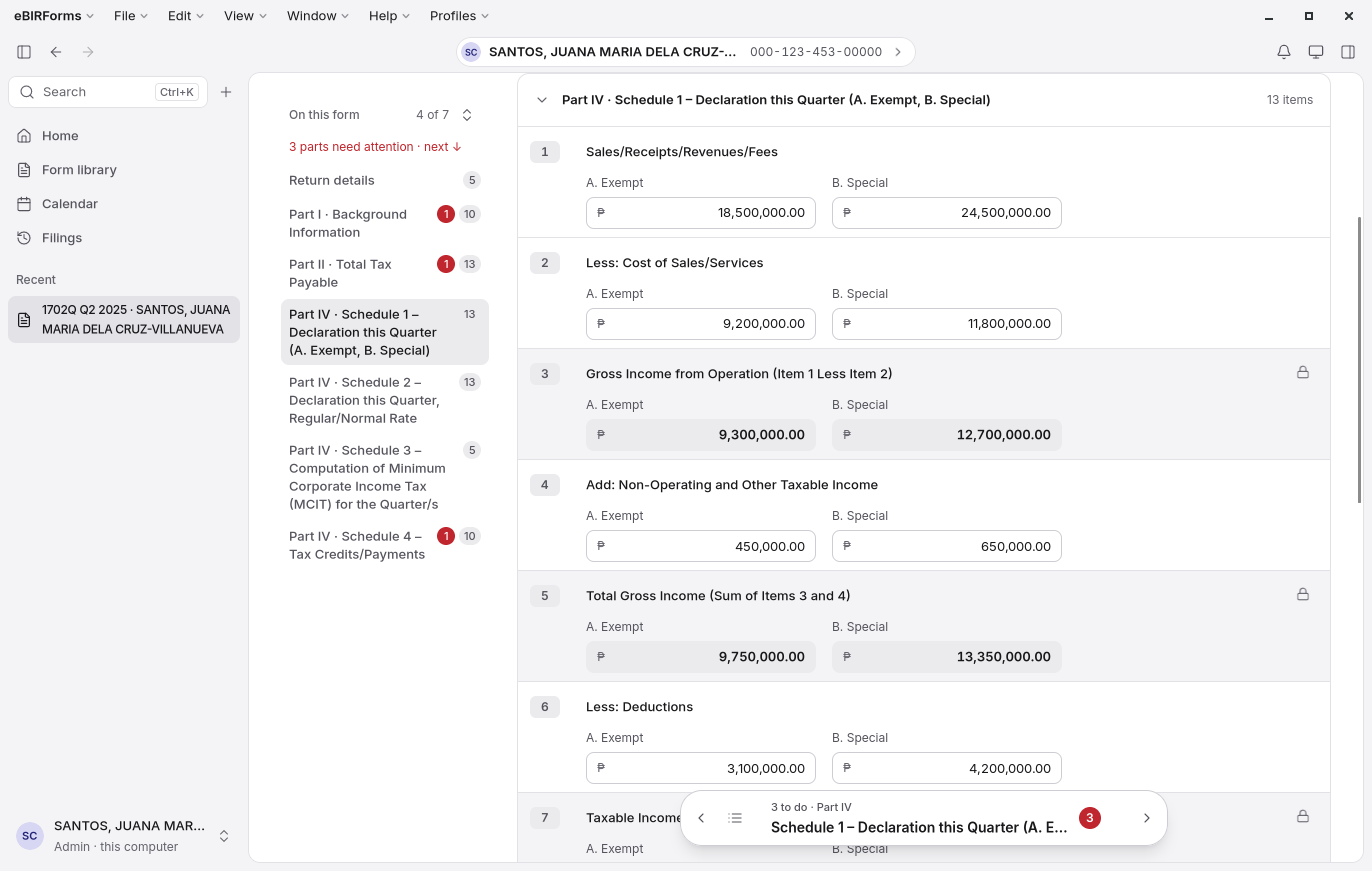 eBIRForms File Edit View Window Help Profiles
SC SANTOS, JUANA MARIA DELA CRUZ-... 000-123-453-00000
Search Ctrl+K
Home
Form library
Calendar
Filings
Recent
1702Q Q2 2025 · SANTOS, JUANA
MARIA DELA CRUZ-VILLANUEVA
SC SANTOS, JUANA MAR...
Admin · this computer
On this form 4 of 7
3 parts need attention · next ↓
Return details 5
Part I · Background 1 10
Information
Part II · Total Tax 1 13
Payable
Part IV · Schedule 1 – 13
Declaration this Quarter
(A. Exempt, B. Special)
Part IV · Schedule 2 – 13
Declaration this Quarter,
Regular/Normal Rate
Part IV · Schedule 3 – 5
Computation of Minimum
Corporate Income Tax
(MCIT) for the Quarter/s
Part IV · Schedule 4 – 1 10
Tax Credits/Payments
Part IV · Schedule 1 – Declaration this Quarter (A. Exempt, B. Special) 13 items
1 Sales/Receipts/Revenues/Fees
A. Exempt B. Special
₱ 18,500,000.00 ₱ 24,500,000.00
2 Less: Cost of Sales/Services
A. Exempt B. Special
₱ 9,200,000.00 ₱ 11,800,000.00
3 Gross Income from Operation (Item 1 Less Item 2)
A. Exempt B. Special
₱ 9,300,000.00 ₱ 12,700,000.00
4 Add: Non-Operating and Other Taxable Income
A. Exempt B. Special
₱ 450,000.00 ₱ 650,000.00
5 Total Gross Income (Sum of Items 3 and 4)
A. Exempt B. Special
₱ 9,750,000.00 ₱ 13,350,000.00
6 Less: Deductions
A. Exempt B. Special
₱ 3,100,000.00 ₱ 4,200,000.00
7 Taxable Income
A. Exempt B. Special
3 to do · Part IV
Schedule 1 – Declaration this Quarter (A. E... 3